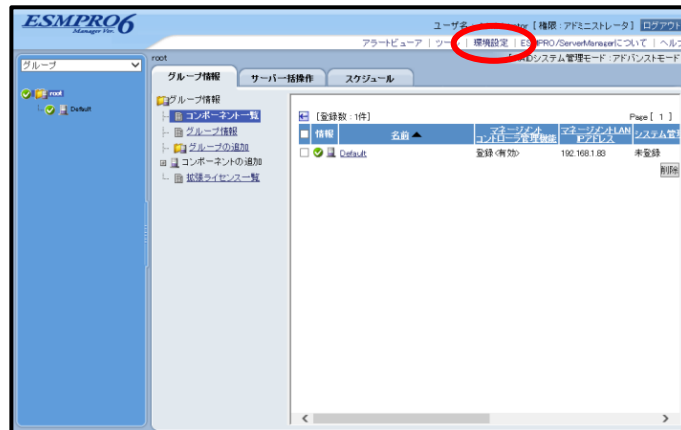 ESMPRO6
Manager Ver.
ユーザ名 [ 権限 : アドミニストレータ ] ログアウト
アラートビューア | ツール | 環境設定 | ESMPRO/ServerManagerについて | ヘルプ
グループ
root
システム管理モード : アドバンストモード
グループ情報 サーバー括操作 スケジュール
root
Default
グループ情報
コンポーネント一覧
グループ情報
グループの追加
コンポーネントの追加
拡張ライセンス一覧
[登録数 : 1件] Page [ 1 ]
情報 名前▲ マネージメントコントローラ管理機能 マネージメントLAN IPアドレス システム管理
Default 登録<有効> 192.168.1.83 未登録
削除